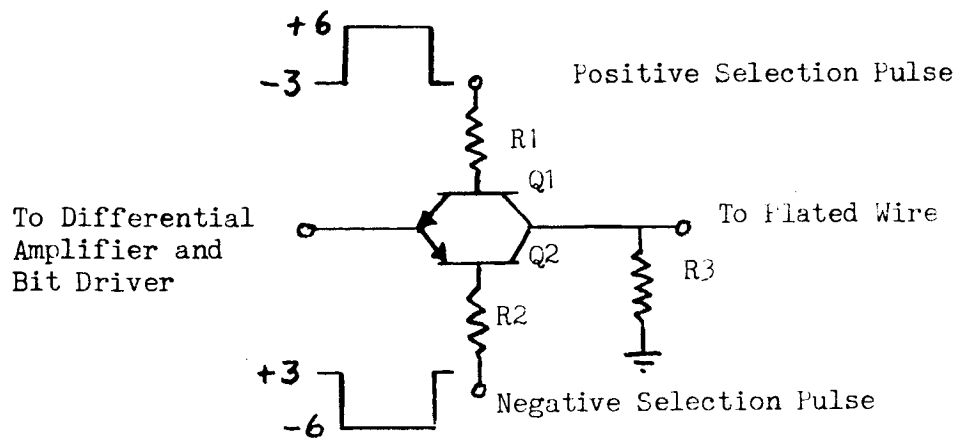 +6
-3
Positive Selection Pulse
R1
Q1
To Differential
Amplifier and
Bit Driver
To Plated Wire
Q2
R3
R2
+3
-6
Negative Selection Pulse